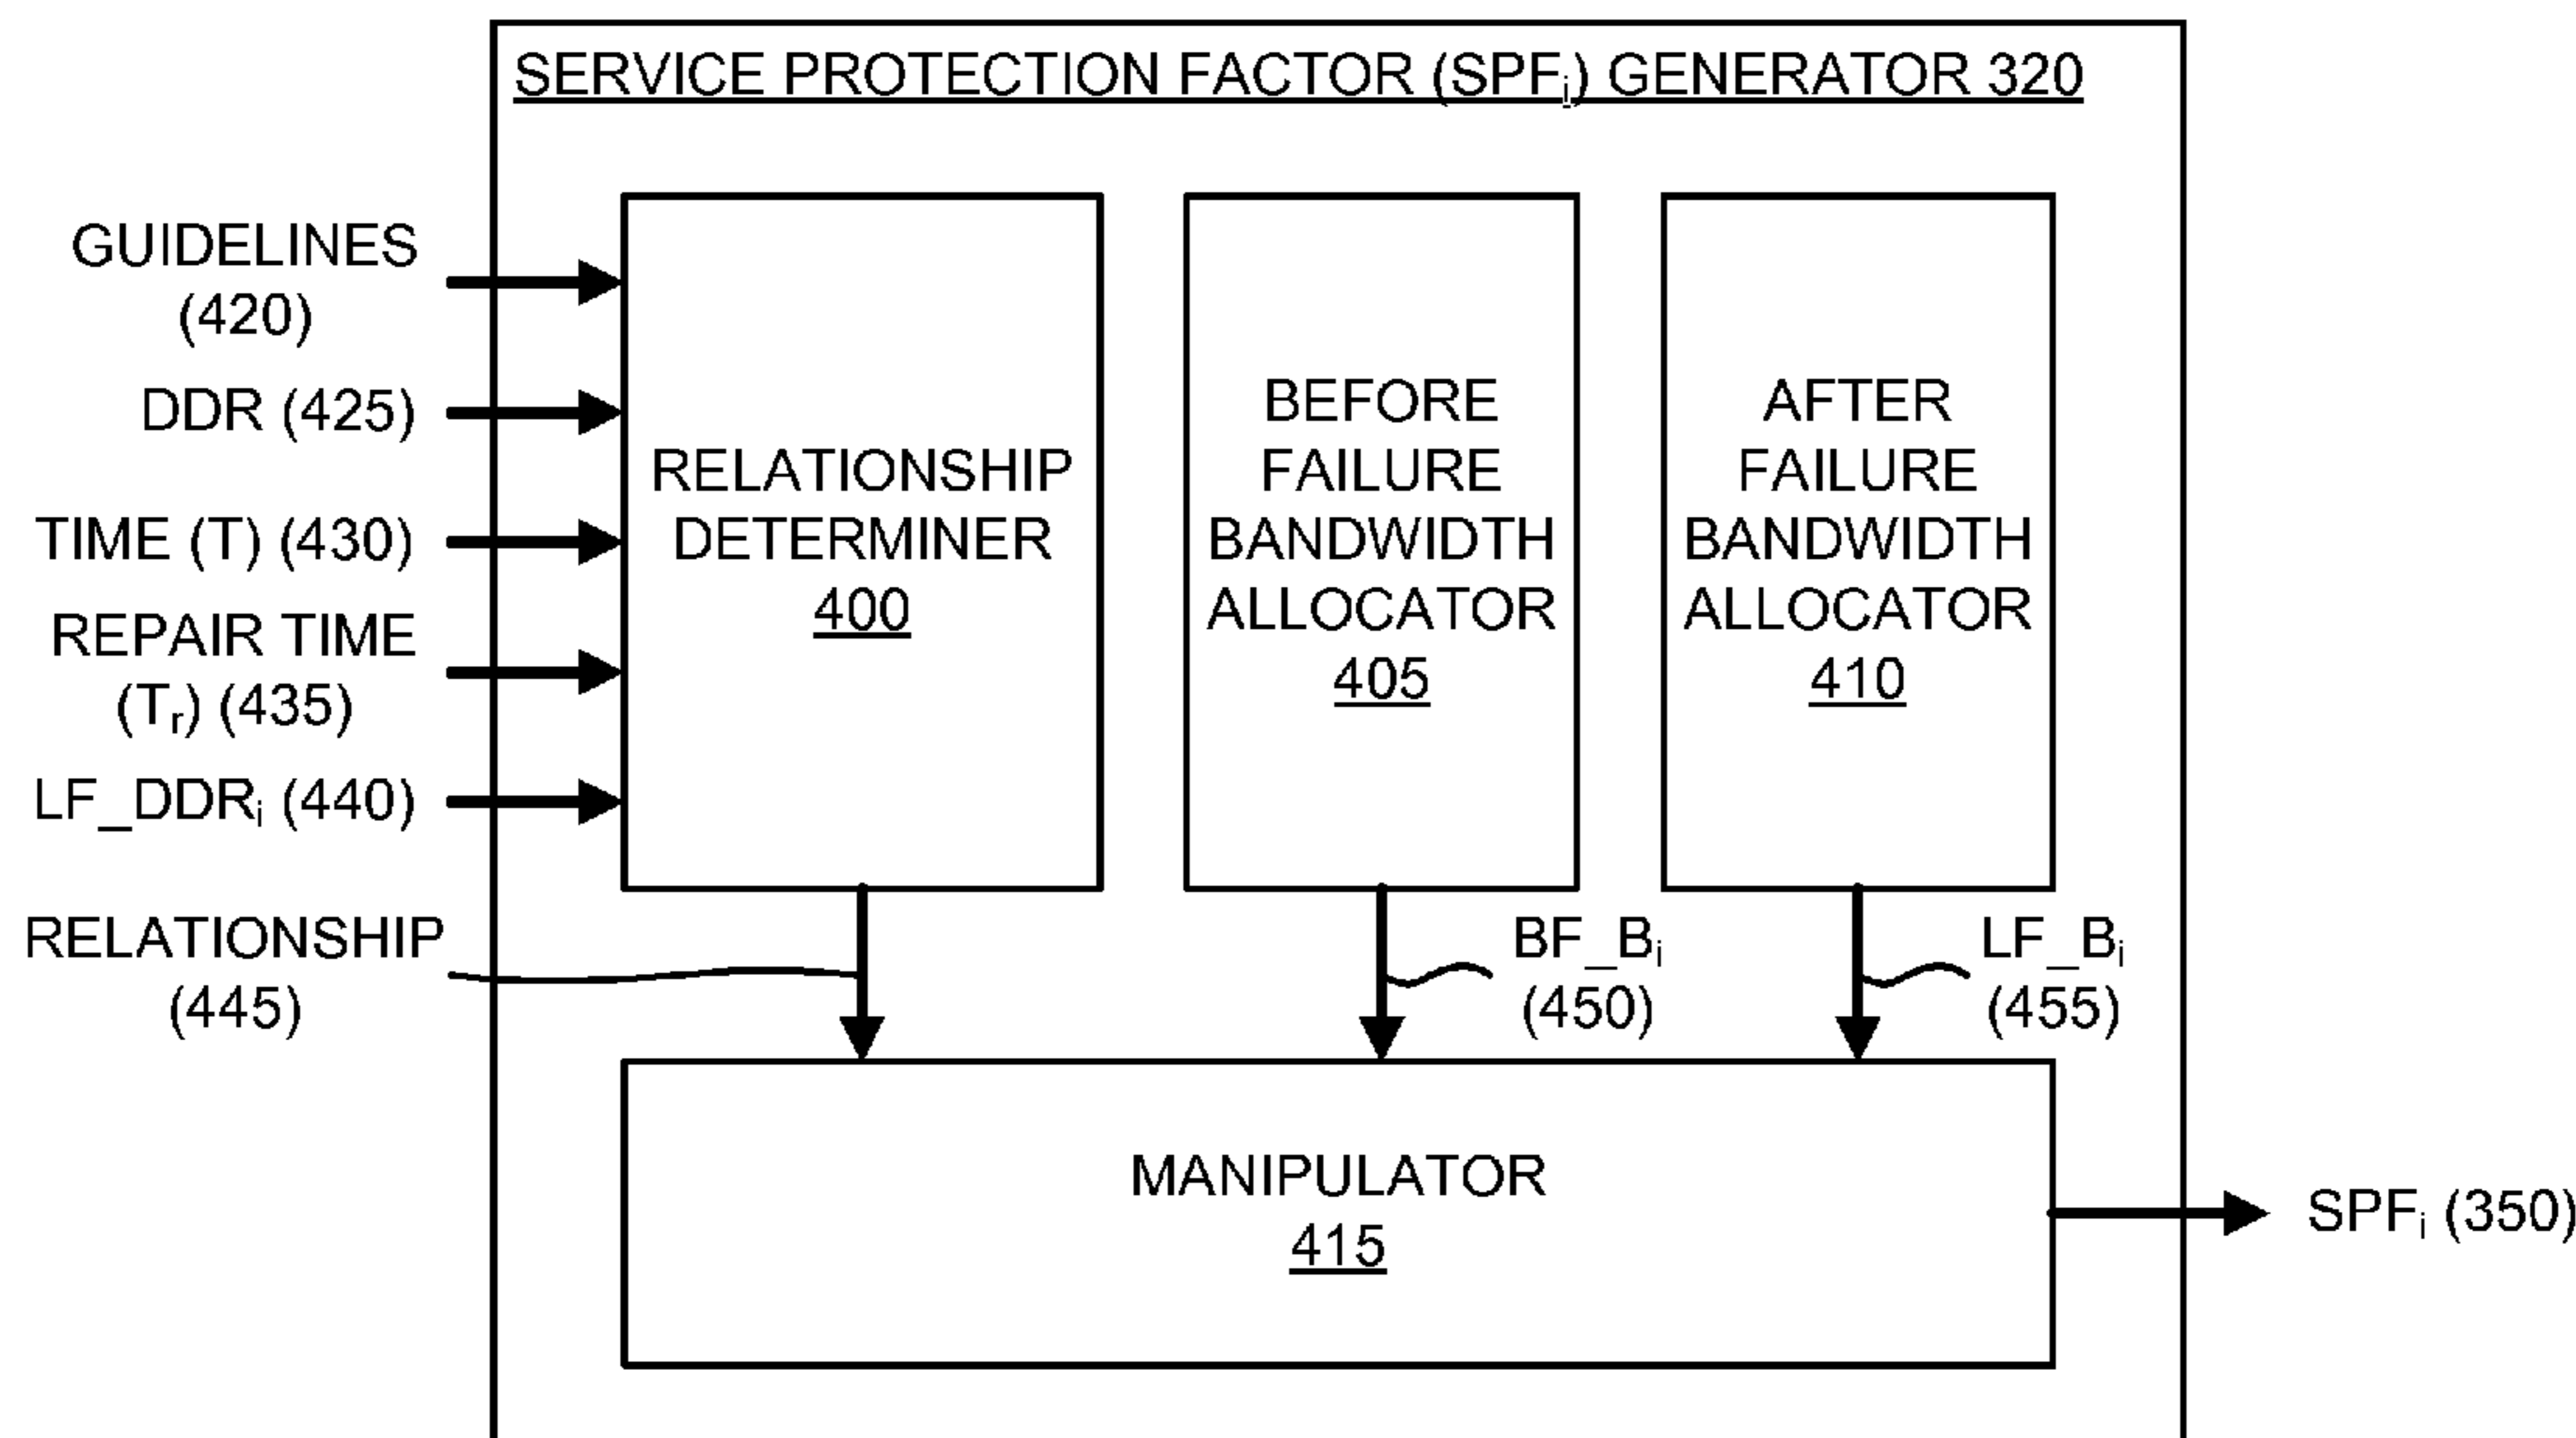 SERVICE PROTECTION FACTOR (SPFi) GENERATOR 320
GUIDELINES
(420)
DDR (425)
TIME (T) (430)
REPAIR TIME
(Tr) (435)
LF_DDRi (440)
RELATIONSHIP
(445)
RELATIONSHIP
DETERMINER
400
BEFORE
FAILURE
BANDWIDTH
ALLOCATOR
405
AFTER
FAILURE
BANDWIDTH
ALLOCATOR
410
BF_Bi
(450)
LF_Bi
(455)
MANIPULATOR
415
SPFi (350)